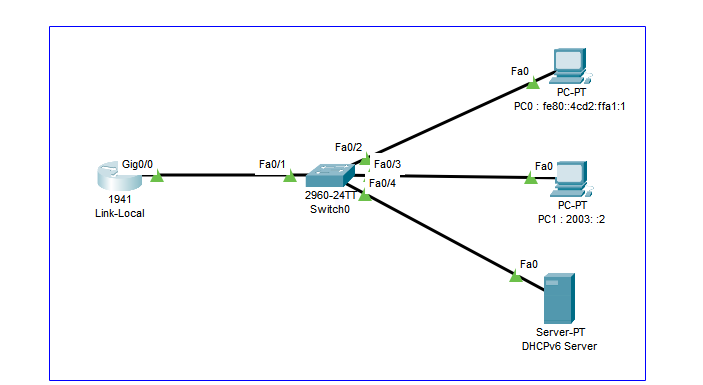 Fa0
PC-PT
PC0 : fe80::4cd2:ffa1:1
Fa0/2
Gig0/0
Fa0/1
Fa0/3
Fa0
Fa0/4
1941
Link-Local
2960-24TT
Switch0
PC-PT
PC1 : 2003: :2
Fa0
Server-PT
DHCPv6 Server